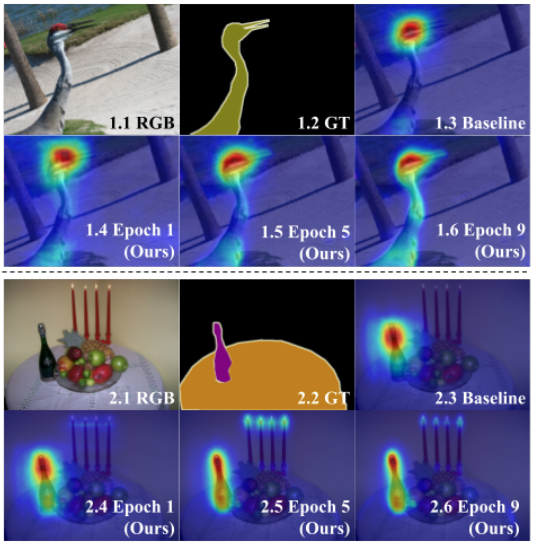 1.1 RGB
1.2 GT
1.3 Baseline
1.4 Epoch 1
(Ours)
1.5 Epoch 5
(Ours)
1.6 Epoch 9
(Ours)
2.1 RGB
2.2 GT
2.3 Baseline
2.4 Epoch 1
(Ours)
2.5 Epoch 5
(Ours)
2.6 Epoch 9
(Ours)